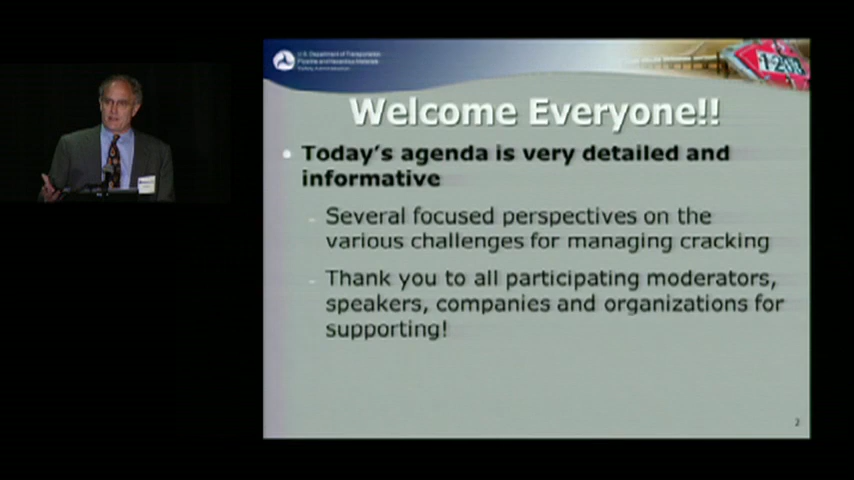 U.S. Department of Transportation
Pipeline and Hazardous Materials
Safety Administration
1-203
Welcome Everyone!!
• Today's agenda is very detailed and
informative
- Several focused perspectives on the
various challenges for managing cracking
- Thank you to all participating moderators,
speakers, companies and organizations for
supporting!
2